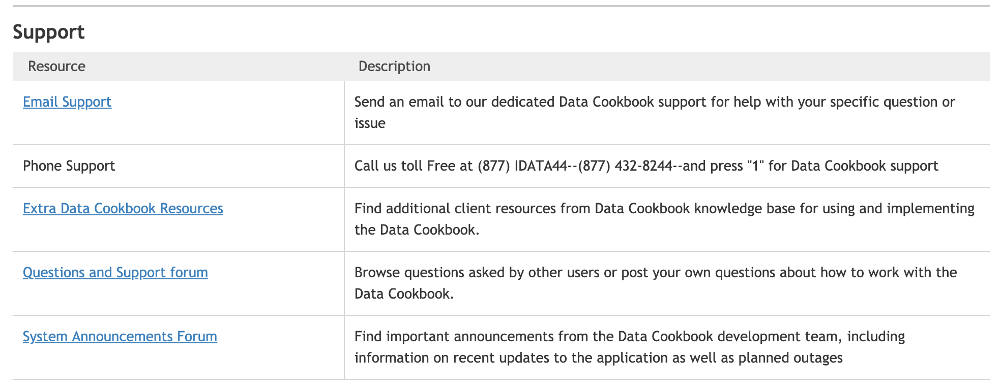 Support
Resource
Description
Email Support
Send an email to our dedicated Data Cookbook support for help with your specific question or
issue
Phone Support
Call us toll Free at (877) IDATA44--(877) 432-8244--and press "1" for Data Cookbook support
Extra Data Cookbook Resources
Find additional client resources from Data Cookbook knowledge base for using and implementing
the Data Cookbook.
Questions and Support forum
Browse questions asked by other users or post your own questions about how to work with the
Data Cookbook.
System Announcements Forum
Find important announcements from the Data Cookbook development team, including
information on recent updates to the application as well as planned outages